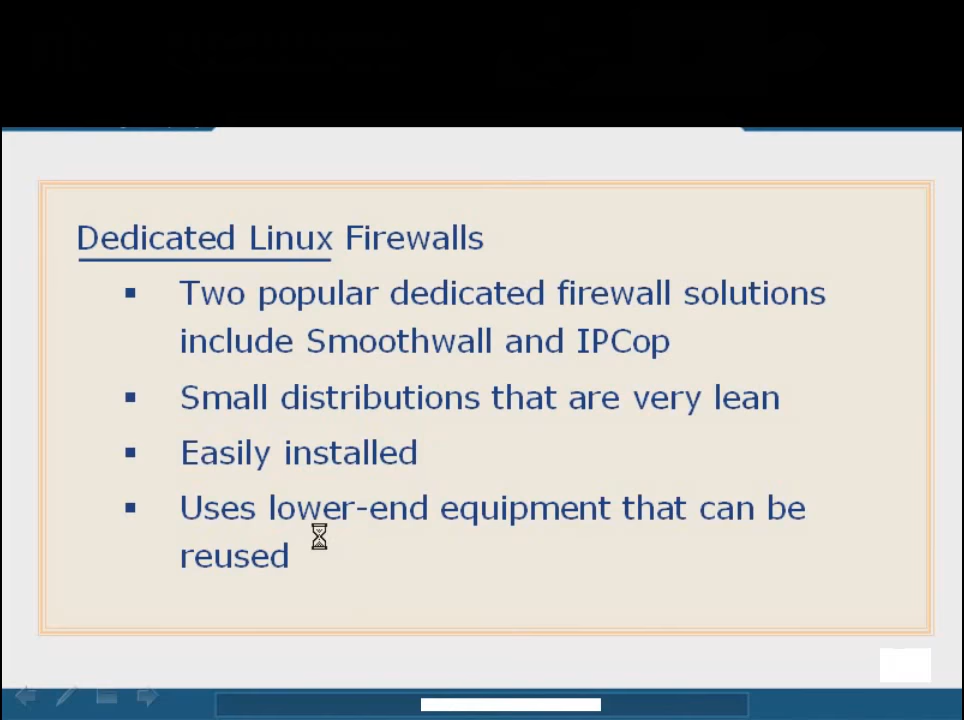 Dedicated Linux Firewalls
▪ Two popular dedicated firewall solutions
include Smoothwall and IPCop
▪ Small distributions that are very lean
▪ Easily installed
▪ Uses lower-end equipment that can be
reused